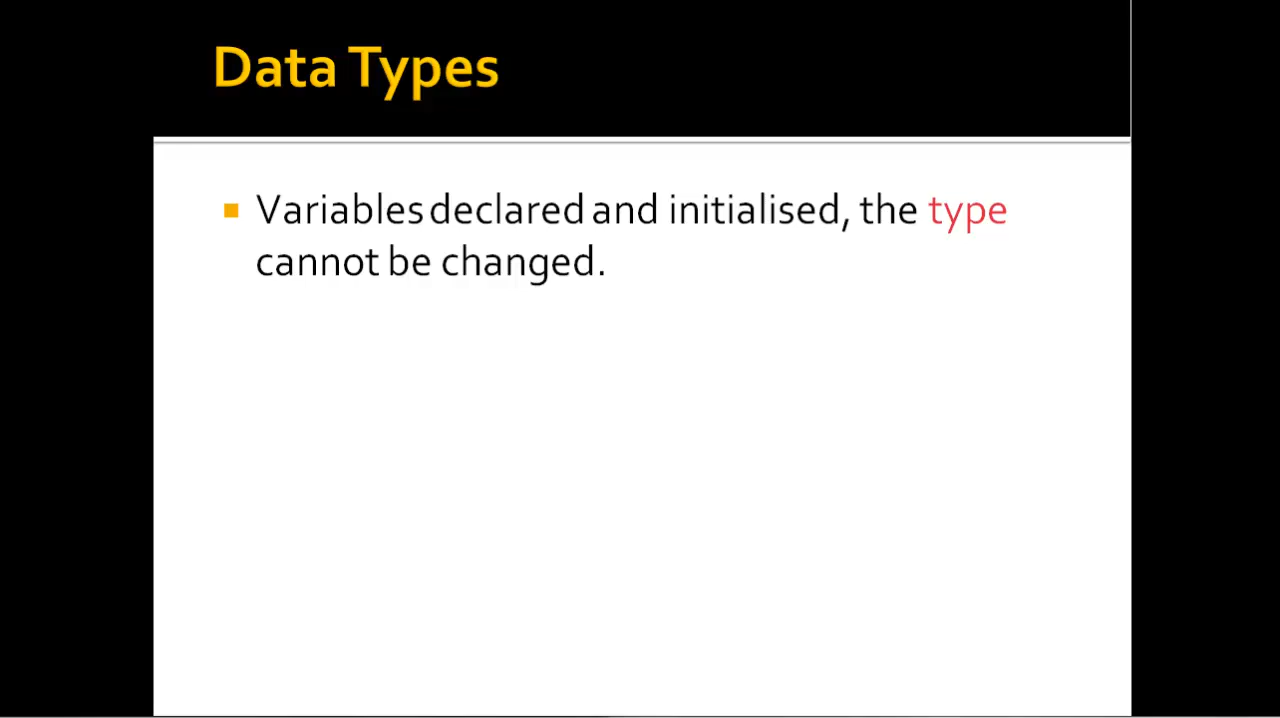 Data Types
Variables declared and initialised, the type
cannot be changed.